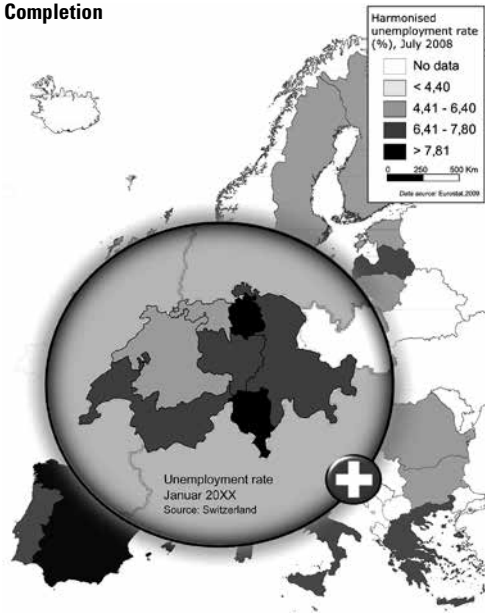 Completion
Harmonised
unemployment rate
(%), July 2008
No data
< 4,40
4,41 - 6,40
6,41 - 7,80
> 7,81
0 250 500 Km
Data source: Eurostat,2009
Unemployment rate
Januar 20XX
Source: Switzerland